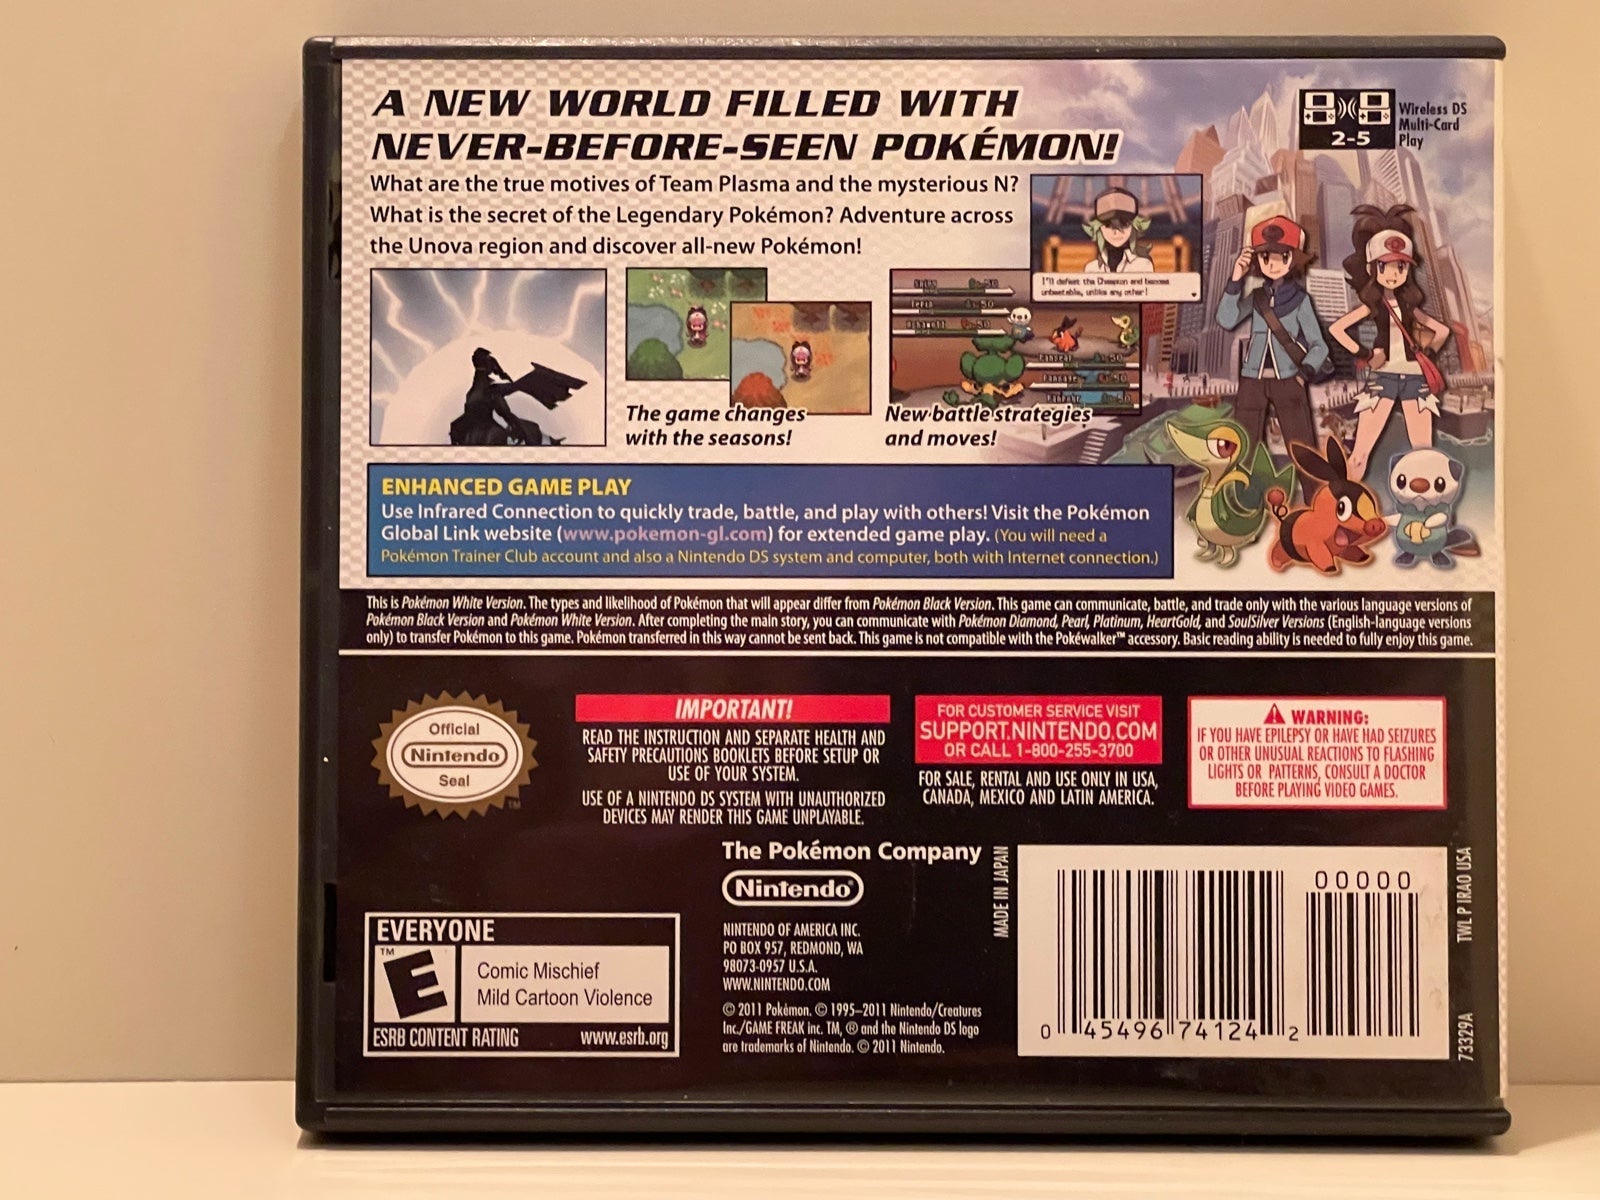 A NEW WORLD FILLED WITH
NEVER-BEFORE-SEEN POKÉMON!
What are the true motives of Team Plasma and the mysterious N?
What is the secret of the Legendary Pokémon? Adventure across
the Unova region and discover all-new Pokémon!
2-5
Wireless DS
Multi-Card
Play
I'll defeat the Champion and become
unbeatable, unlike any other!
The game changes
with the seasons!
New battle strategies
and moves!
ENHANCED GAME PLAY
Use Infrared Connection to quickly trade, battle, and play with others! Visit the Pokémon
Global Link website (www.pokemon-gl.com) for extended game play. (You will need a
Pokémon Trainer Club account and also a Nintendo DS system and computer, both with Internet connection.)
This is Pokémon White Version. The types and likelihood of Pokémon that will appear differ from Pokémon Black Version. This game can communicate, battle, and trade only with the various language versions of
Pokémon Black Version and Pokémon White Version. After completing the main story, you can communicate with Pokémon Diamond, Pearl, Platinum, HeartGold, and SoulSilver Versions (English-language versions
only) to transfer Pokémon to this game. Pokémon transferred in this way cannot be sent back. This game is not compatible with the Pokéwalker™ accessory. Basic reading ability is needed to fully enjoy this game.
Official
Nintendo
Seal
TM
IMPORTANT!
READ THE INSTRUCTION AND SEPARATE HEALTH AND
SAFETY PRECAUTIONS BOOKLETS BEFORE SETUP OR
USE OF YOUR SYSTEM.
USE OF A NINTENDO DS SYSTEM WITH UNAUTHORIZED
DEVICES MAY RENDER THIS GAME UNPLAYABLE.
FOR CUSTOMER SERVICE VISIT
SUPPORT.NINTENDO.COM
OR CALL 1-800-255-3700
FOR SALE, RENTAL AND USE ONLY IN USA,
CANADA, MEXICO AND LATIN AMERICA.
WARNING:
IF YOU HAVE EPILEPSY OR HAVE HAD SEIZURES
OR OTHER UNUSUAL REACTIONS TO FLASHING
LIGHTS OR PATTERNS, CONSULT A DOCTOR
BEFORE PLAYING VIDEO GAMES.
EVERYONE
TM
E
Comic Mischief
Mild Cartoon Violence
ESRB CONTENT RATING www.esrb.org
The Pokémon Company
Nintendo®
NINTENDO OF AMERICA INC.
PO BOX 957, REDMOND, WA
98073-0957 U.S.A.
WWW.NINTENDO.COM
© 2011 Pokémon. © 1995–2011 Nintendo/Creatures
Inc./GAME FREAK inc. TM, ® and the Nintendo DS logo
are trademarks of Nintendo. © 2011 Nintendo.
MADE IN JAPAN
00000
0 45496 74124 2
TWL P IRAO USA
73329A